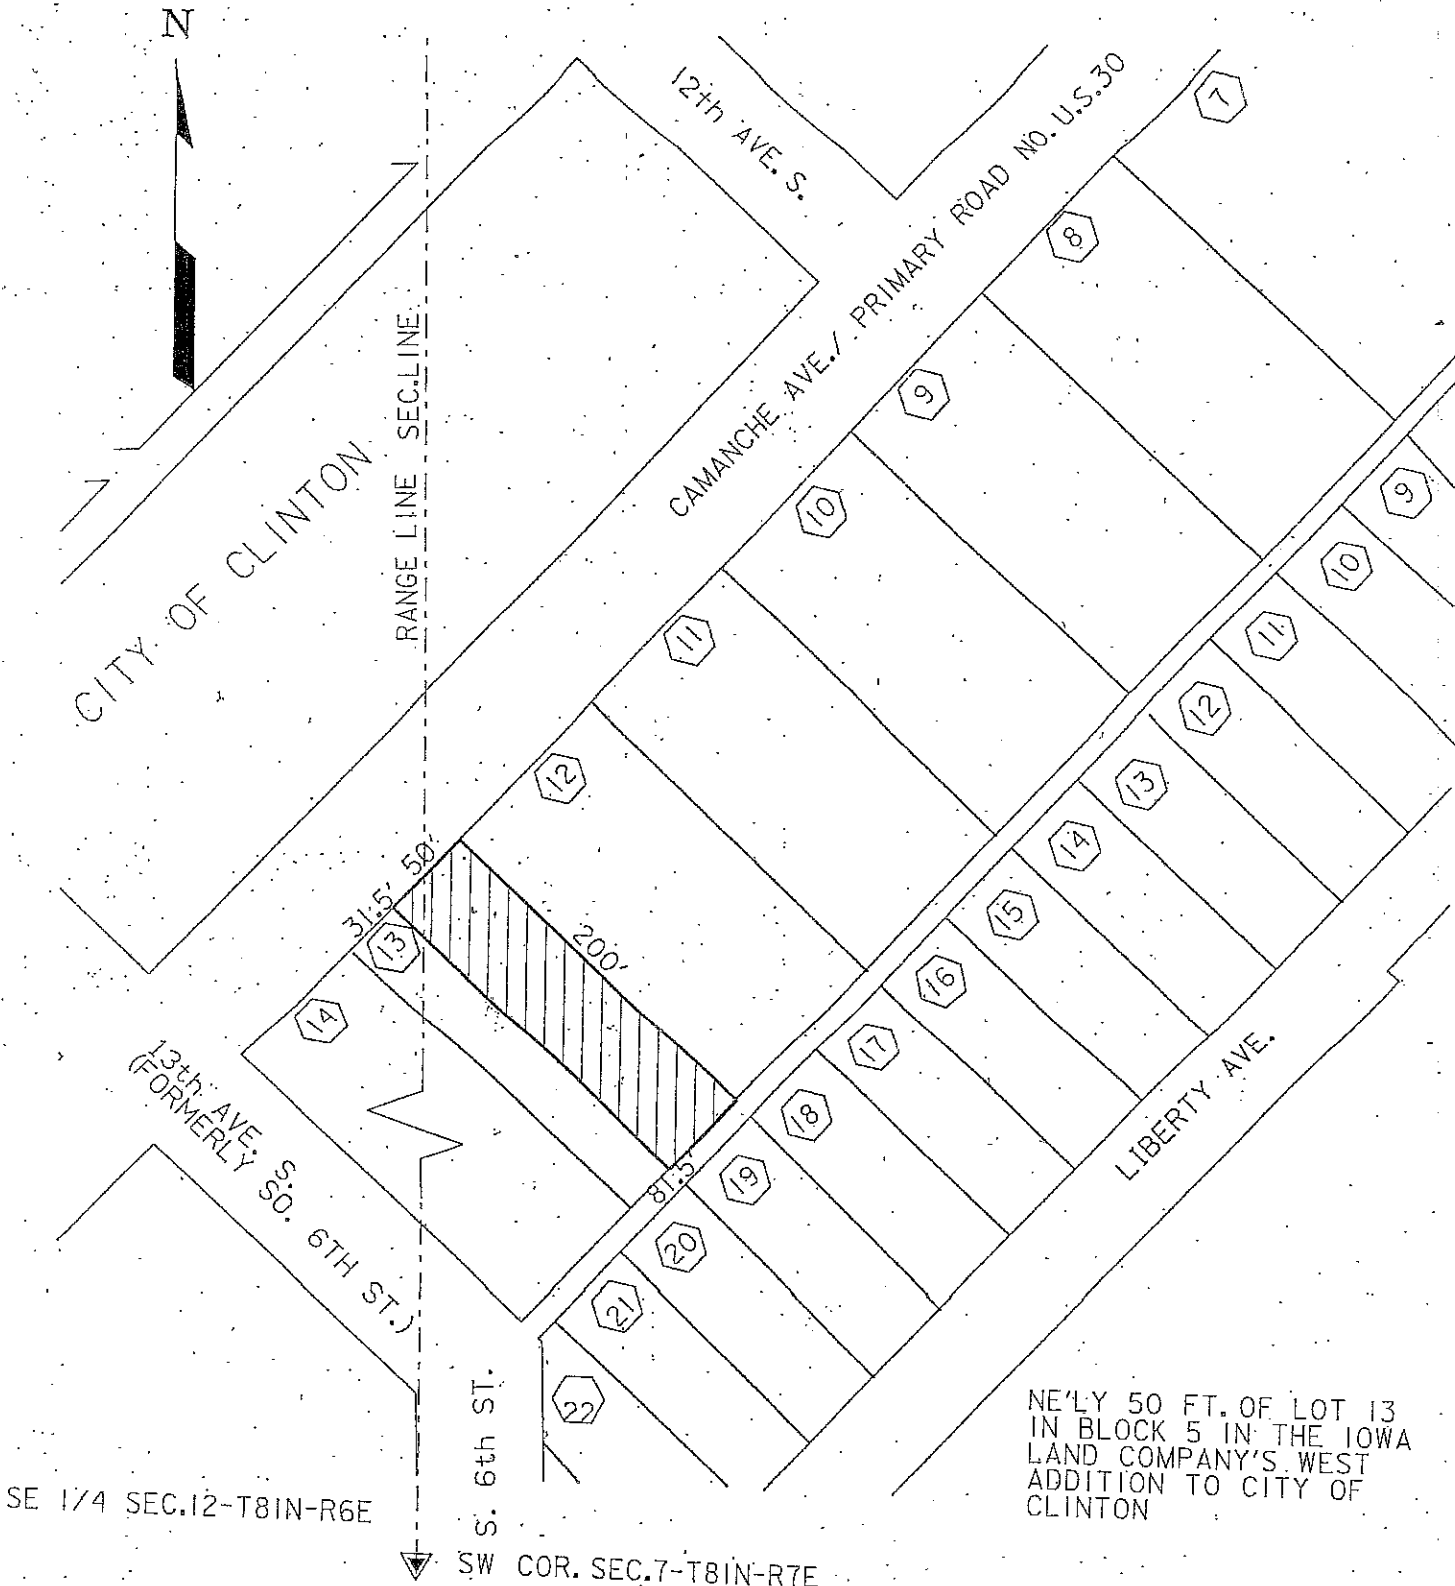 N
12th AVE. S.
CAMANCHE AVE./ PRIMARY ROAD NO. U.S.30
7
8
9
10
11
12
RANGE LINE SEC.LINE
CITY OF CLINTON
9
10
11
12
13
14
15
16
17
18
19
20
21
22
50'
31.5'
13
200'
14
81.5'
13th AVE. S.
(FORMERLY SO. 6TH ST.)
LIBERTY AVE.
S. 6th ST.
NE'LY 50 FT. OF LOT 13
IN BLOCK 5 IN THE IOWA
LAND COMPANY'S WEST
ADDITION TO CITY OF
CLINTON
SE 1/4 SEC.12-T81N-R6E
SW COR. SEC.7-T81N-R7E